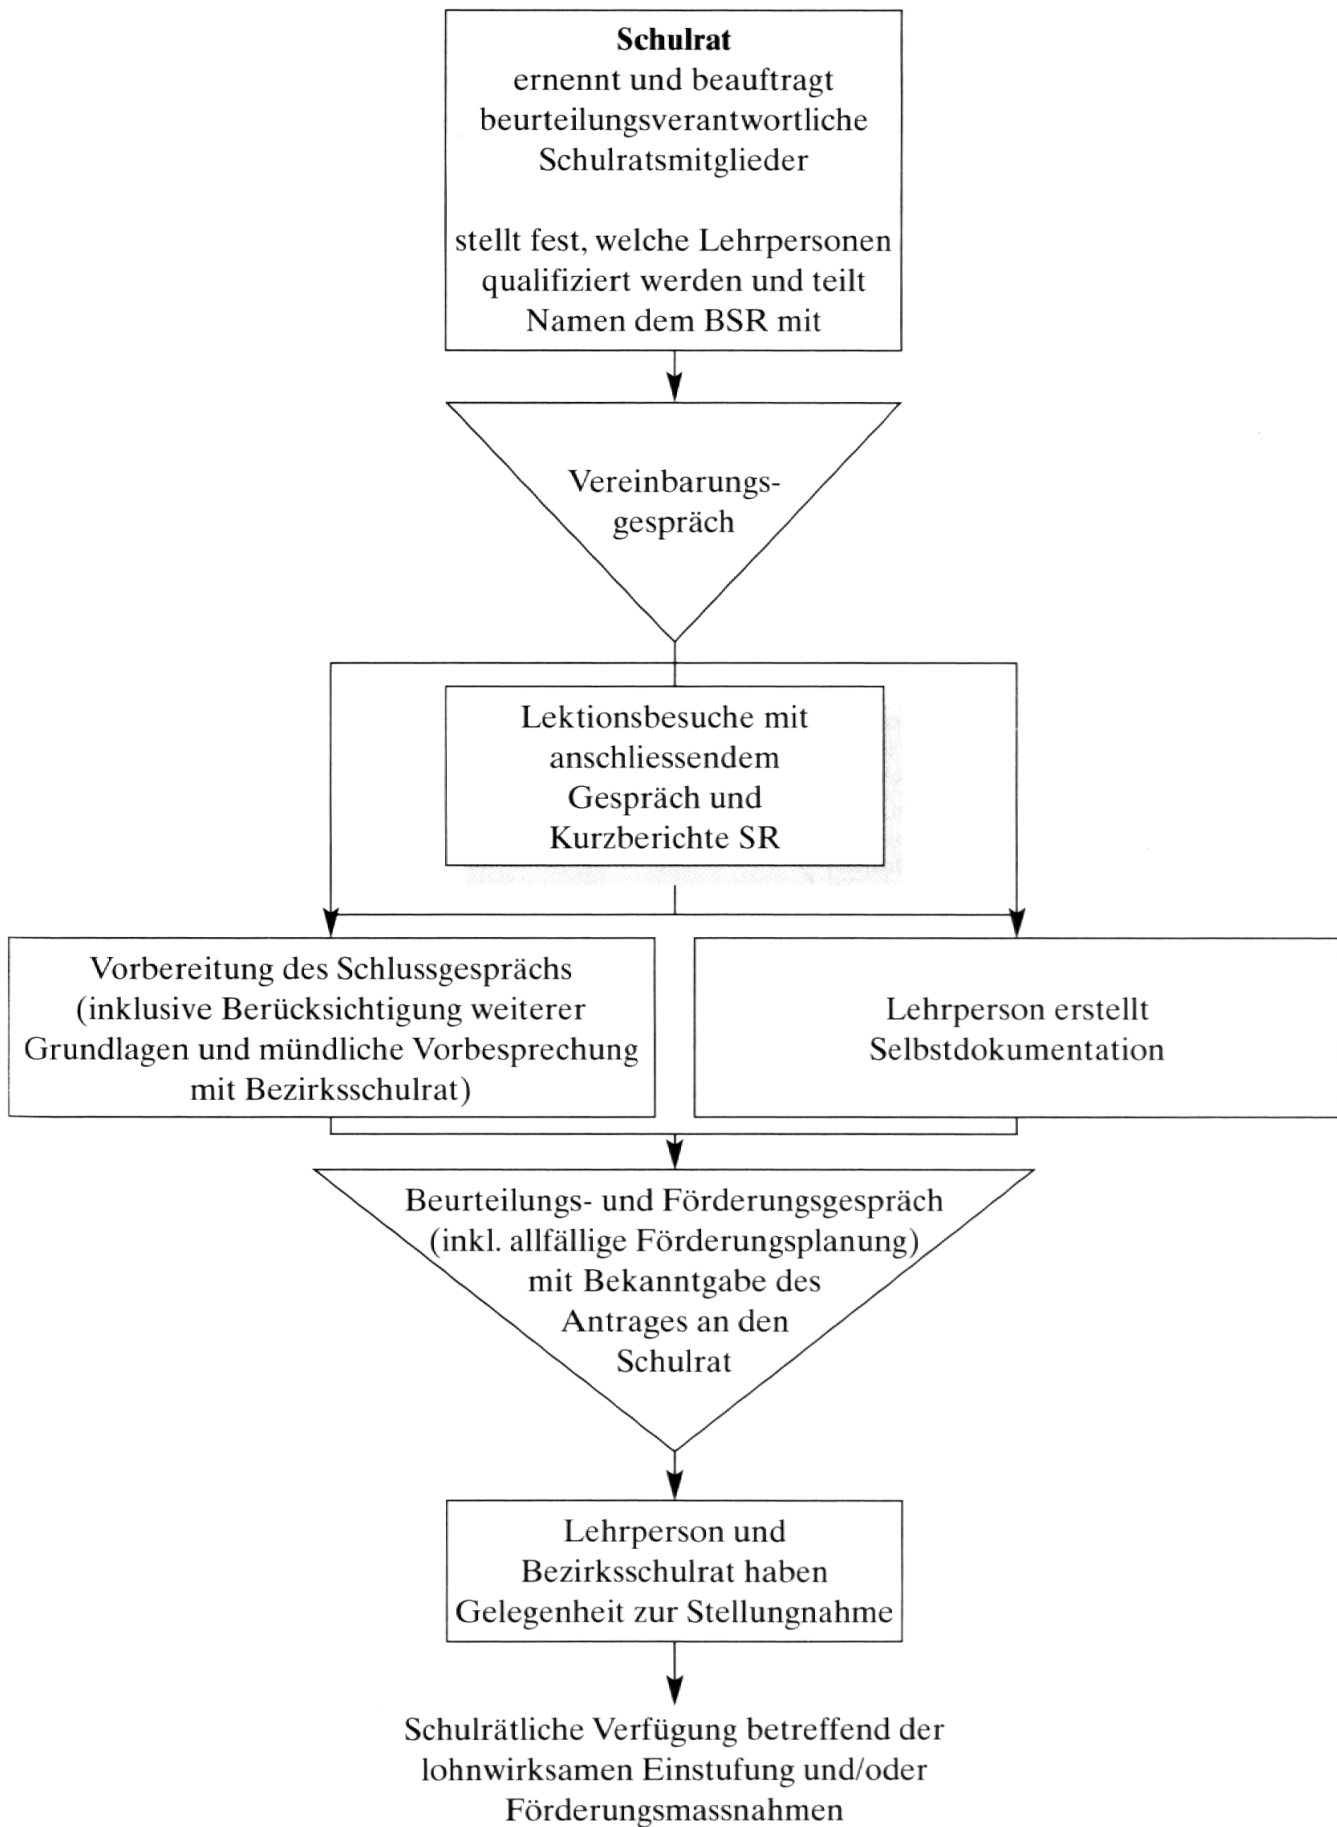 Schulrat
ernennt und beauftragt
beurteilungsverantwortliche
Schulratsmitglieder
stellt fest, welche Lehrpersonen
qualifiziert werden und teilt
Namen dem BSR mit
Vereinbarungs-
gespräch
Lektionsbesuche mit
anschliessendem
Gespräch und
Kurzberichte SR
Vorbereitung des Schlussgesprächs
(inklusive Berücksichtigung weiterer
Grundlagen und mündliche Vorbesprechung
mit Bezirksschulrat)
Lehrperson erstellt
Selbstdokumentation
Beurteilungs- und Förderungsgespräch
(inkl. allfällige Förderungsplanung)
mit Bekanntgabe des
Antrages an den
Schulrat
Lehrperson und
Bezirksschulrat haben
Gelegenheit zur Stellungnahme
Schulrätliche Verfügung betreffend der
lohnwirksamen Einstufung und/oder
Förderungsmassnahmen